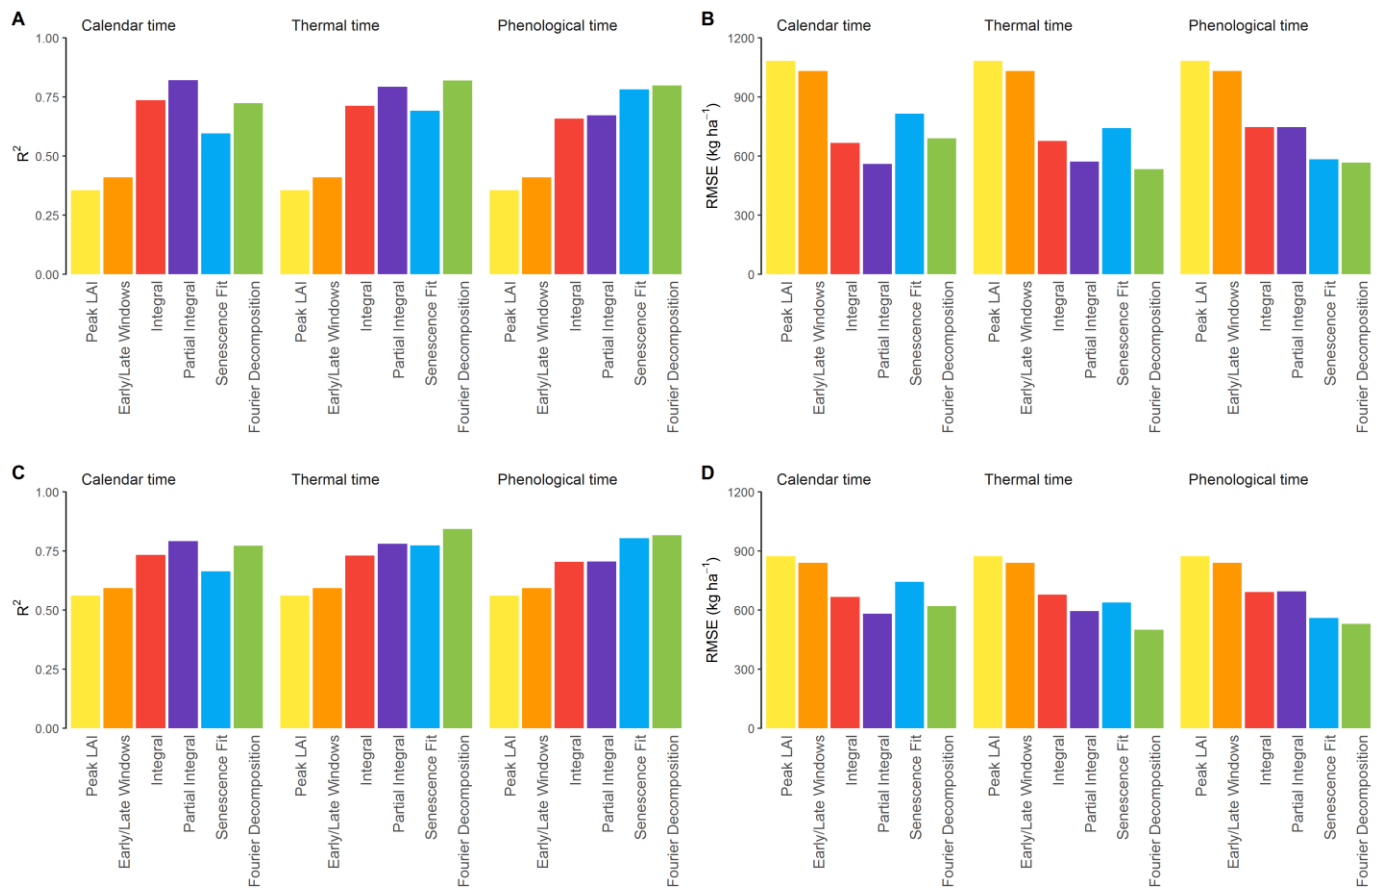 A
Calendar time
Thermal time
Phenological time
1.00
0.75
0.50
0.25
0.00
R²
Peak LAI
Early/Late Windows
Integral
Partial Integral
Senescence Fit
Fourier Decomposition
Peak LAI
Early/Late Windows
Integral
Partial Integral
Senescence Fit
Fourier Decomposition
Peak LAI
Early/Late Windows
Integral
Partial Integral
Senescence Fit
Fourier Decomposition
B
Calendar time
Thermal time
Phenological time
1200
900
600
300
0
RMSE (kg ha⁻¹)
Peak LAI
Early/Late Windows
Integral
Partial Integral
Senescence Fit
Fourier Decomposition
Peak LAI
Early/Late Windows
Integral
Partial Integral
Senescence Fit
Fourier Decomposition
Peak LAI
Early/Late Windows
Integral
Partial Integral
Senescence Fit
Fourier Decomposition
C
Calendar time
Thermal time
Phenological time
1.00
0.75
0.50
0.25
0.00
R²
Peak LAI
Early/Late Windows
Integral
Partial Integral
Senescence Fit
Fourier Decomposition
Peak LAI
Early/Late Windows
Integral
Partial Integral
Senescence Fit
Fourier Decomposition
Peak LAI
Early/Late Windows
Integral
Partial Integral
Senescence Fit
Fourier Decomposition
D
Calendar time
Thermal time
Phenological time
1200
900
600
300
0
RMSE (kg ha⁻¹)
Peak LAI
Early/Late Windows
Integral
Partial Integral
Senescence Fit
Fourier Decomposition
Peak LAI
Early/Late Windows
Integral
Partial Integral
Senescence Fit
Fourier Decomposition
Peak LAI
Early/Late Windows
Integral
Partial Integral
Senescence Fit
Fourier Decomposition